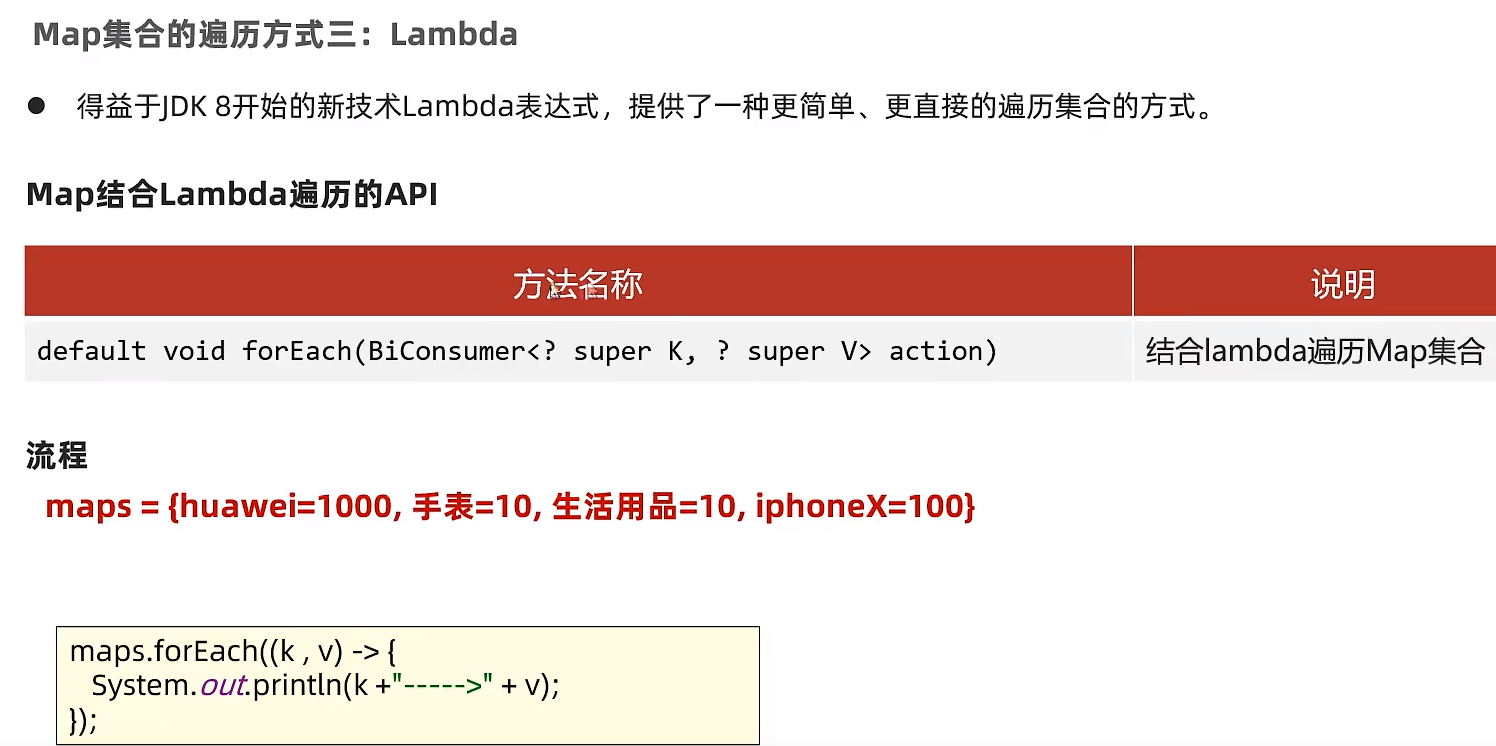 Map集合的遍历方式三：Lambda
● 得益于JDK 8开始的新技术Lambda表达式，提供了一种更简单、更直接的遍历集合的方式。
Map结合Lambda遍历的API
方法名称 说明
default void forEach(BiConsumer<? super K, ? super V> action) 结合lambda遍历Map集合
流程
maps = {huawei=1000, 手表=10, 生活用品=10, iphoneX=100}
maps.forEach((k , v) -> {
System.out.println(k +"----->" + v);
});